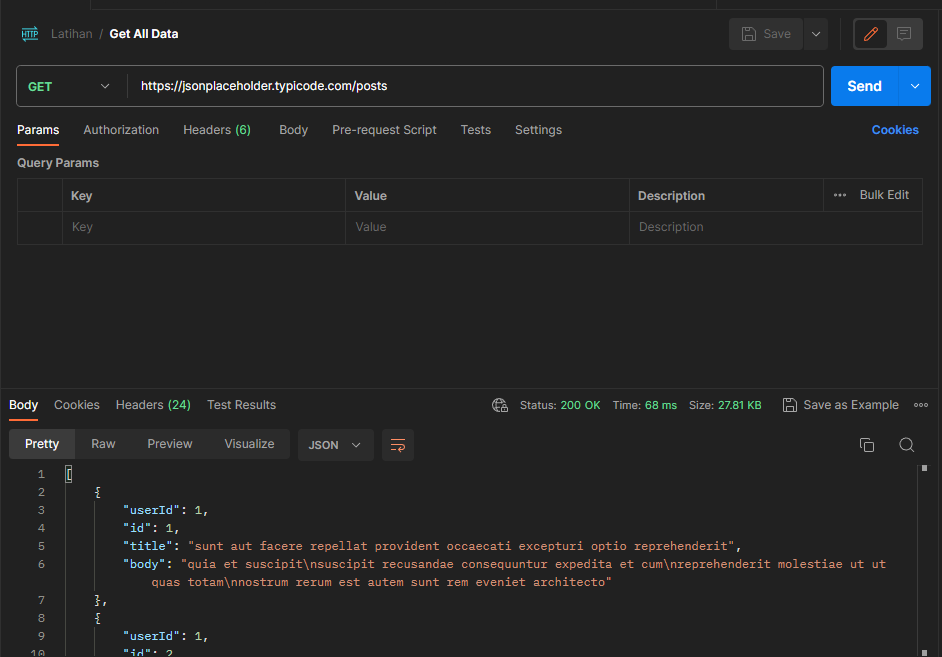 HTTP Latihan / Get All Data Save
GET https://jsonplaceholder.typicode.com/posts Send
Params Authorization Headers (6) Body Pre-request Script Tests Settings Cookies
Query Params
Key Value Description ••• Bulk Edit
Key Value Description
Body Cookies Headers (24) Test Results Status: 200 OK Time: 68 ms Size: 27.81 KB Save as Example
Pretty Raw Preview Visualize JSON
1 [
2 {
3 "userId": 1,
4 "id": 1,
5 "title": "sunt aut facere repellat provident occaecati excepturi optio reprehenderit",
6 "body": "quia et suscipit\nsuscipit recusandae consequuntur expedita et cum\nreprehenderit molestiae ut ut
quas totam\nnostrum rerum est autem sunt rem eveniet architecto"
7 },
8 {
9 "userId": 1,
10 "id": 2,